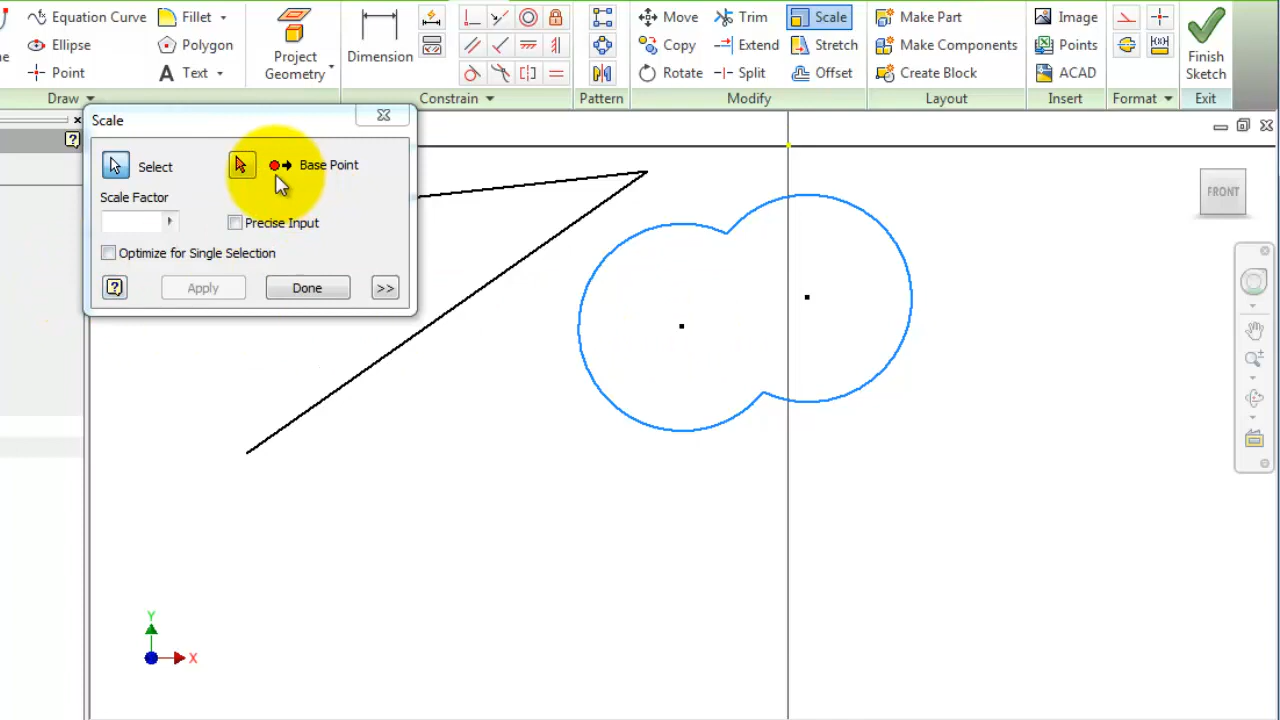 Equation Curve Fillet
Ellipse Polygon
Point A Text
Draw
Project
Geometry
Dimension
Constrain
Pattern
Move Trim Scale
Copy Extend Stretch
Rotate Split Offset
Modify
Make Part
Make Components
Create Block
Layout
Image
Points
ACAD
Insert
Format
Finish
Sketch
Exit
Scale
Select Base Point
Scale Factor
Precise Input
Optimize for Single Selection
Apply Done >>
FRONT
Y
X